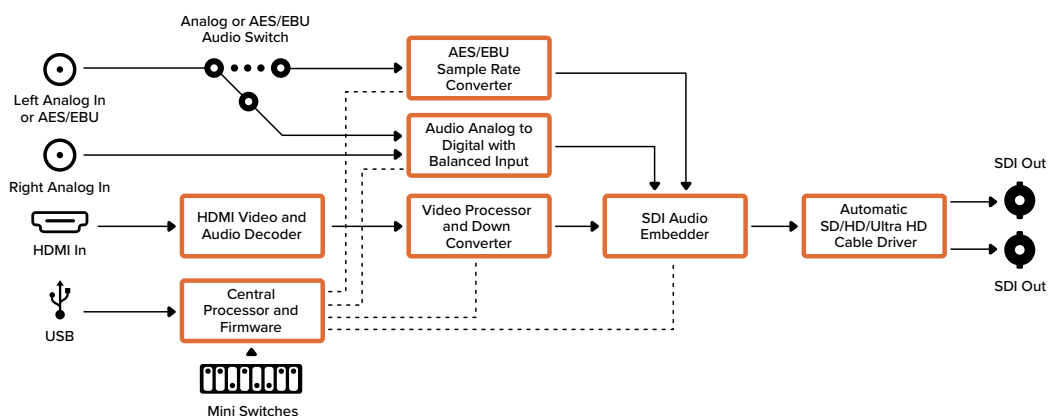 Analog or AES/EBU
Audio Switch
Left Analog In
or AES/EBU
AES/EBU
Sample Rate
Converter
Right Analog In
Audio Analog to
Digital with
Balanced Input
HDMI In
HDMI Video and
Audio Decoder
Video Processor
and Down
Converter
SDI Audio
Embedder
Automatic
SD/HD/Ultra HD
Cable Driver
SDI Out
SDI Out
USB
Central
Processor and
Firmware
Mini Switches